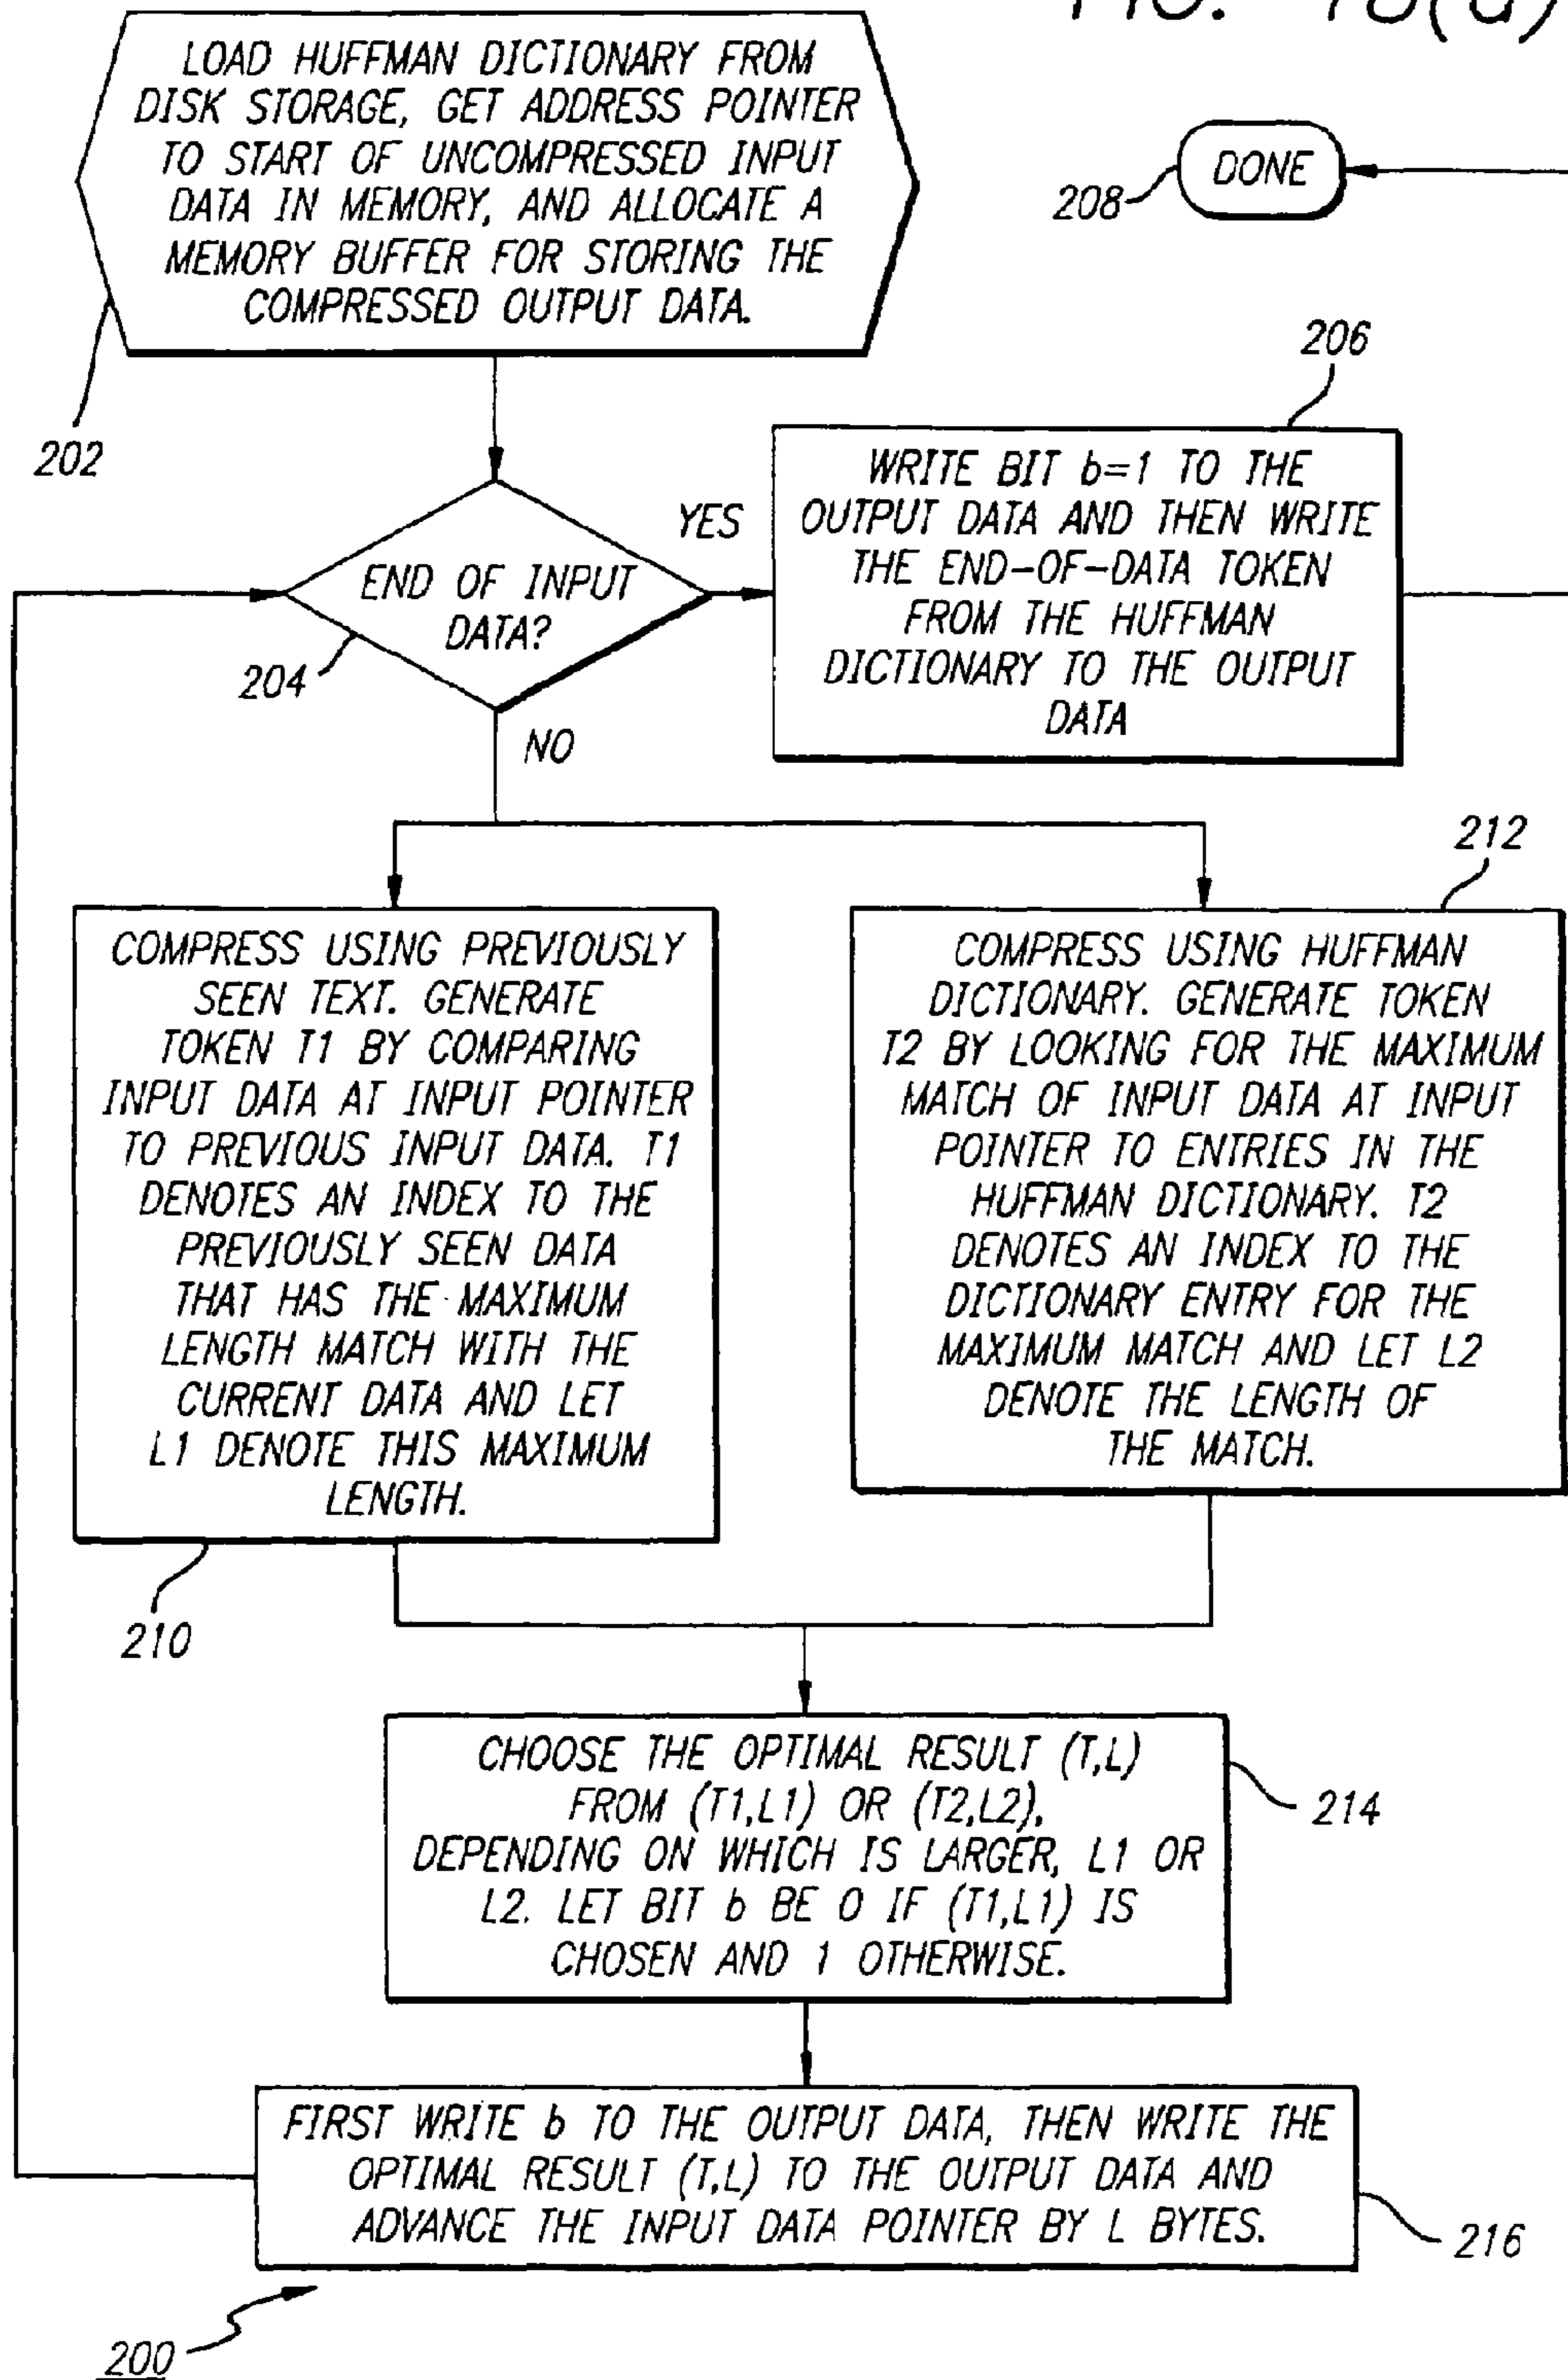 FIG.
LOAD HUFFMAN DICTIONARY FROM
DISK STORAGE, GET ADDRESS POINTER
TO START OF UNCOMPRESSED INPUT
DATA IN MEMORY, AND ALLOCATE A
MEMORY BUFFER FOR STORING THE
COMPRESSED OUTPUT DATA.
202
DONE
208
END OF INPUT
DATA?
204
YES
NO
206
WRITE BIT b=1 TO THE
OUTPUT DATA AND THEN WRITE
THE END-OF-DATA TOKEN
FROM THE HUFFMAN
DICTIONARY TO THE OUTPUT
DATA
COMPRESS USING PREVIOUSLY
SEEN TEXT. GENERATE
TOKEN T1 BY COMPARING
INPUT DATA AT INPUT POINTER
TO PREVIOUS INPUT DATA. T1
DENOTES AN INDEX TO THE
PREVIOUSLY SEEN DATA
THAT HAS THE MAXIMUM
LENGTH MATCH WITH THE
CURRENT DATA AND LET
L1 DENOTE THIS MAXIMUM
LENGTH.
210
212
COMPRESS USING HUFFMAN
DICTIONARY. GENERATE TOKEN
T2 BY LOOKING FOR THE MAXIMUM
MATCH OF INPUT DATA AT INPUT
POINTER TO ENTRIES IN THE
HUFFMAN DICTIONARY. T2
DENOTES AN INDEX TO THE
DICTIONARY ENTRY FOR THE
MAXIMUM MATCH AND LET L2
DENOTE THE LENGTH OF
THE MATCH.
CHOOSE THE OPTIMAL RESULT (T,L)
FROM (T1,L1) OR (T2,L2),
DEPENDING ON WHICH IS LARGER, L1 OR
L2. LET BIT b BE 0 IF (T1,L1) IS
CHOSEN AND 1 OTHERWISE.
214
FIRST WRITE b TO THE OUTPUT DATA, THEN WRITE THE
OPTIMAL RESULT (T,L) TO THE OUTPUT DATA AND
ADVANCE THE INPUT DATA POINTER BY L BYTES.
216
200